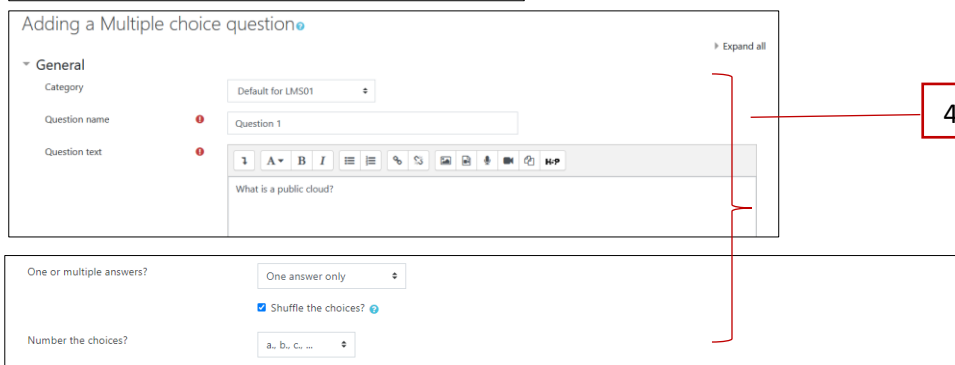 Adding a Multiple choice question
Expand all
General
Category
Default for LMS01
Question name
Question 1
Question text
A B I H-P
What is a public cloud?
4
One or multiple answers?
One answer only
Shuffle the choices?
Number the choices?
a., b., c., ...